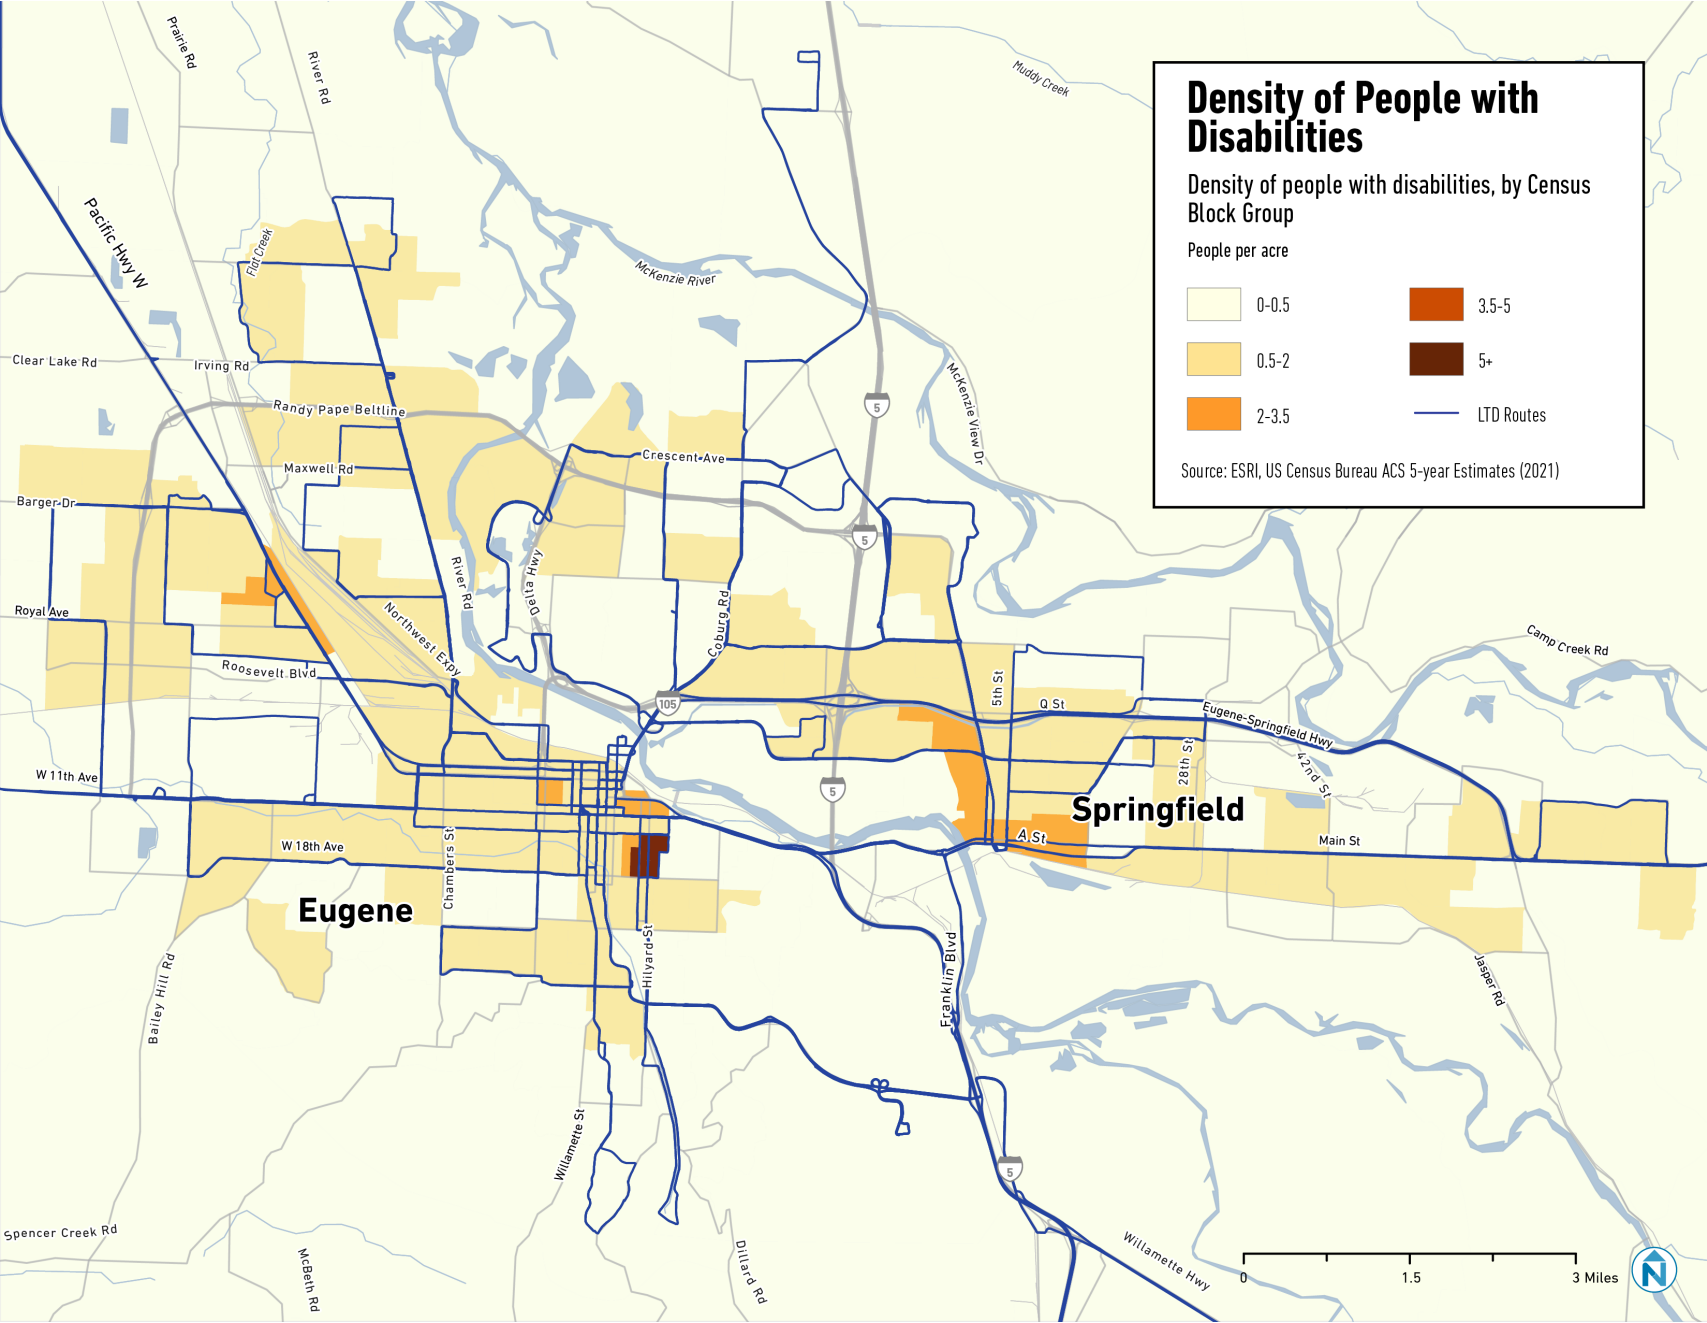 Prairie Rd
River Rd
Muddy Creek
Density of People with
Disabilities
Density of people with disabilities, by Census
Block Group
People per acre
0-0.5
3.5-5
0.5-2
5+
2-3.5
LTD Routes
Source: ESRI, US Census Bureau ACS 5-year Estimates (2021)
Pacific Hwy W
Flat Creek
McKenzie River
Clear Lake Rd
Irving Rd
McKenzie View Dr
Randy Pape Beltline
5
Crescent Ave
Maxwell Rd
Barger Dr
5
River Rd
Delta Hwy
Royal Ave
Northwest Expy
Coburg Rd
Camp Creek Rd
Roosevelt Blvd
5th St
105
Q St
Eugene-Springfield Hwy
28th St
42nd St
W 11th Ave
5
Springfield
A St
Main St
W 18th Ave
Chambers St
Eugene
Hilyard St
Franklin Blvd
Bailey Hill Rd
Jasper Rd
Willamette St
5
Spencer Creek Rd
McBeth Rd
Dillard Rd
Willamette Hwy
0
1.5
3 Miles
N